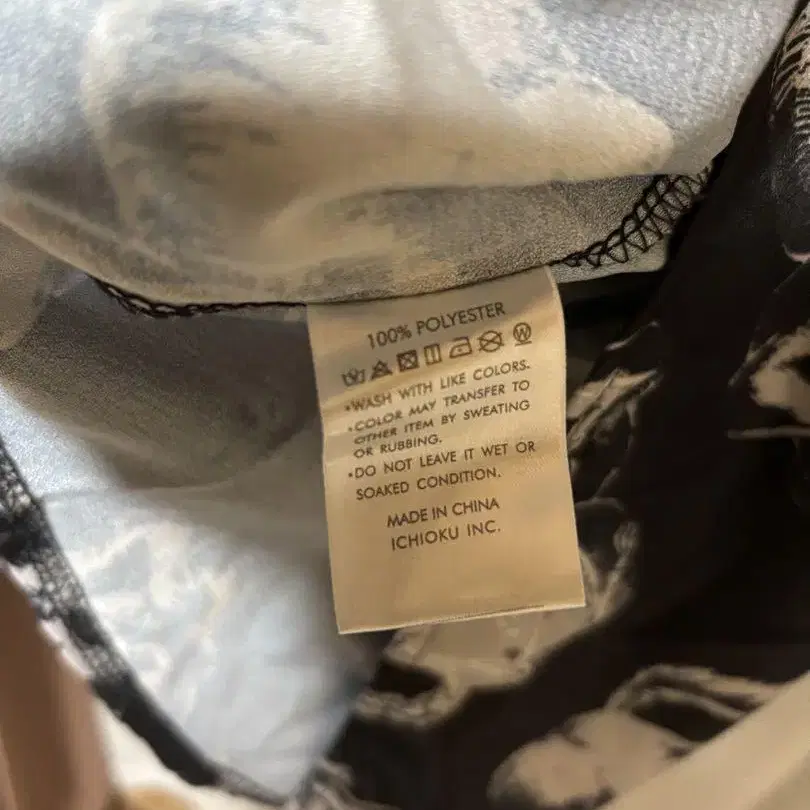 100% POLYESTER
•WASH WITH LIKE COLORS.
•COLOR MAY TRANSFER TO
OTHER ITEM BY SWEATING
OR RUBBING.
•DO NOT LEAVE IT WET OR
SOAKED CONDITION.
MADE IN CHINA
ICHIOKU INC.